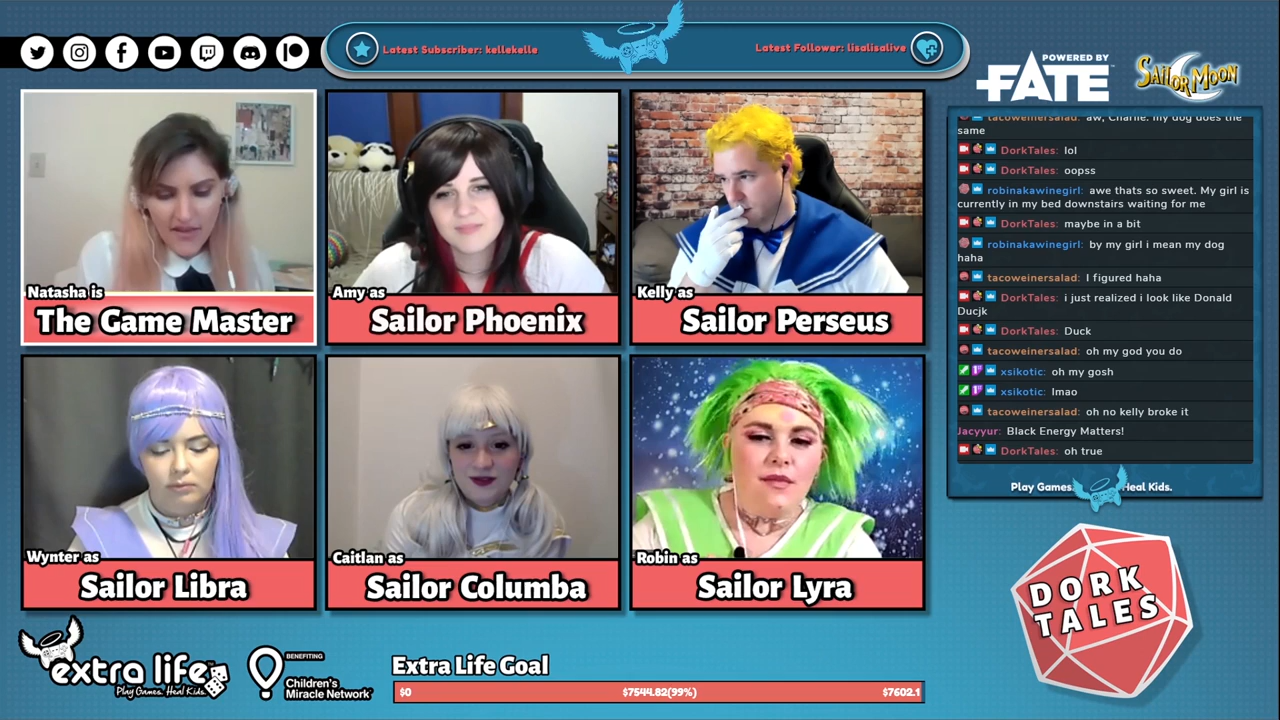 Latest Subscriber: kellekelle
Latest Follower: lisalisalive
POWERED BY
FATE
SAILOR MOON
Natasha is
The Game Master
Amy as
Sailor Phoenix
Kelly as
Sailor Perseus
Wynter as
Sailor Libra
Caitlan as
Sailor Columba
Robin as
Sailor Lyra
tacoweinersalad: aw, Charlie. my dog does the
same
DorkTales: lol
DorkTales: oopss
robinakawinegirl: awe thats so sweet. My girl is
currently in my bed downstairs waiting for me
DorkTales: maybe in a bit
robinakawinegirl: by my girl i mean my dog
haha
tacoweinersalad: I figured haha
DorkTales: i just realized i look like Donald
Ducjk
DorkTales: Duck
tacoweinersalad: oh my god you do
xsikotic: oh my gosh
xsikotic: lmao
tacoweinersalad: oh no kelly broke it
Jacyyur: Black Energy Matters!
DorkTales: oh true
Play Games. Heal Kids.
DORK
TALES
extra life
Play Games. Heal Kids.
BENEFITING
Children's
Miracle Network
Extra Life Goal
$0 $7544.82(99%) $7602.1